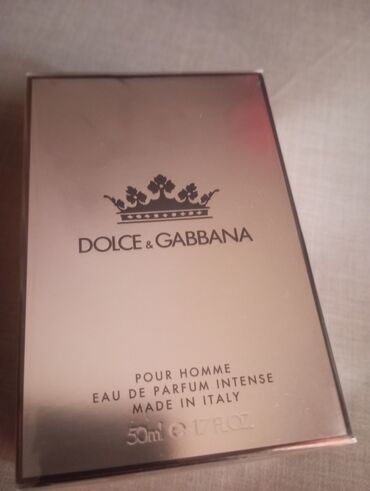 DOLCE & GABBANA
POUR HOMME
EAU DE PARFUM INTENSE
MADE IN ITALY
50ml ℮ 1.7 FL.OZ.